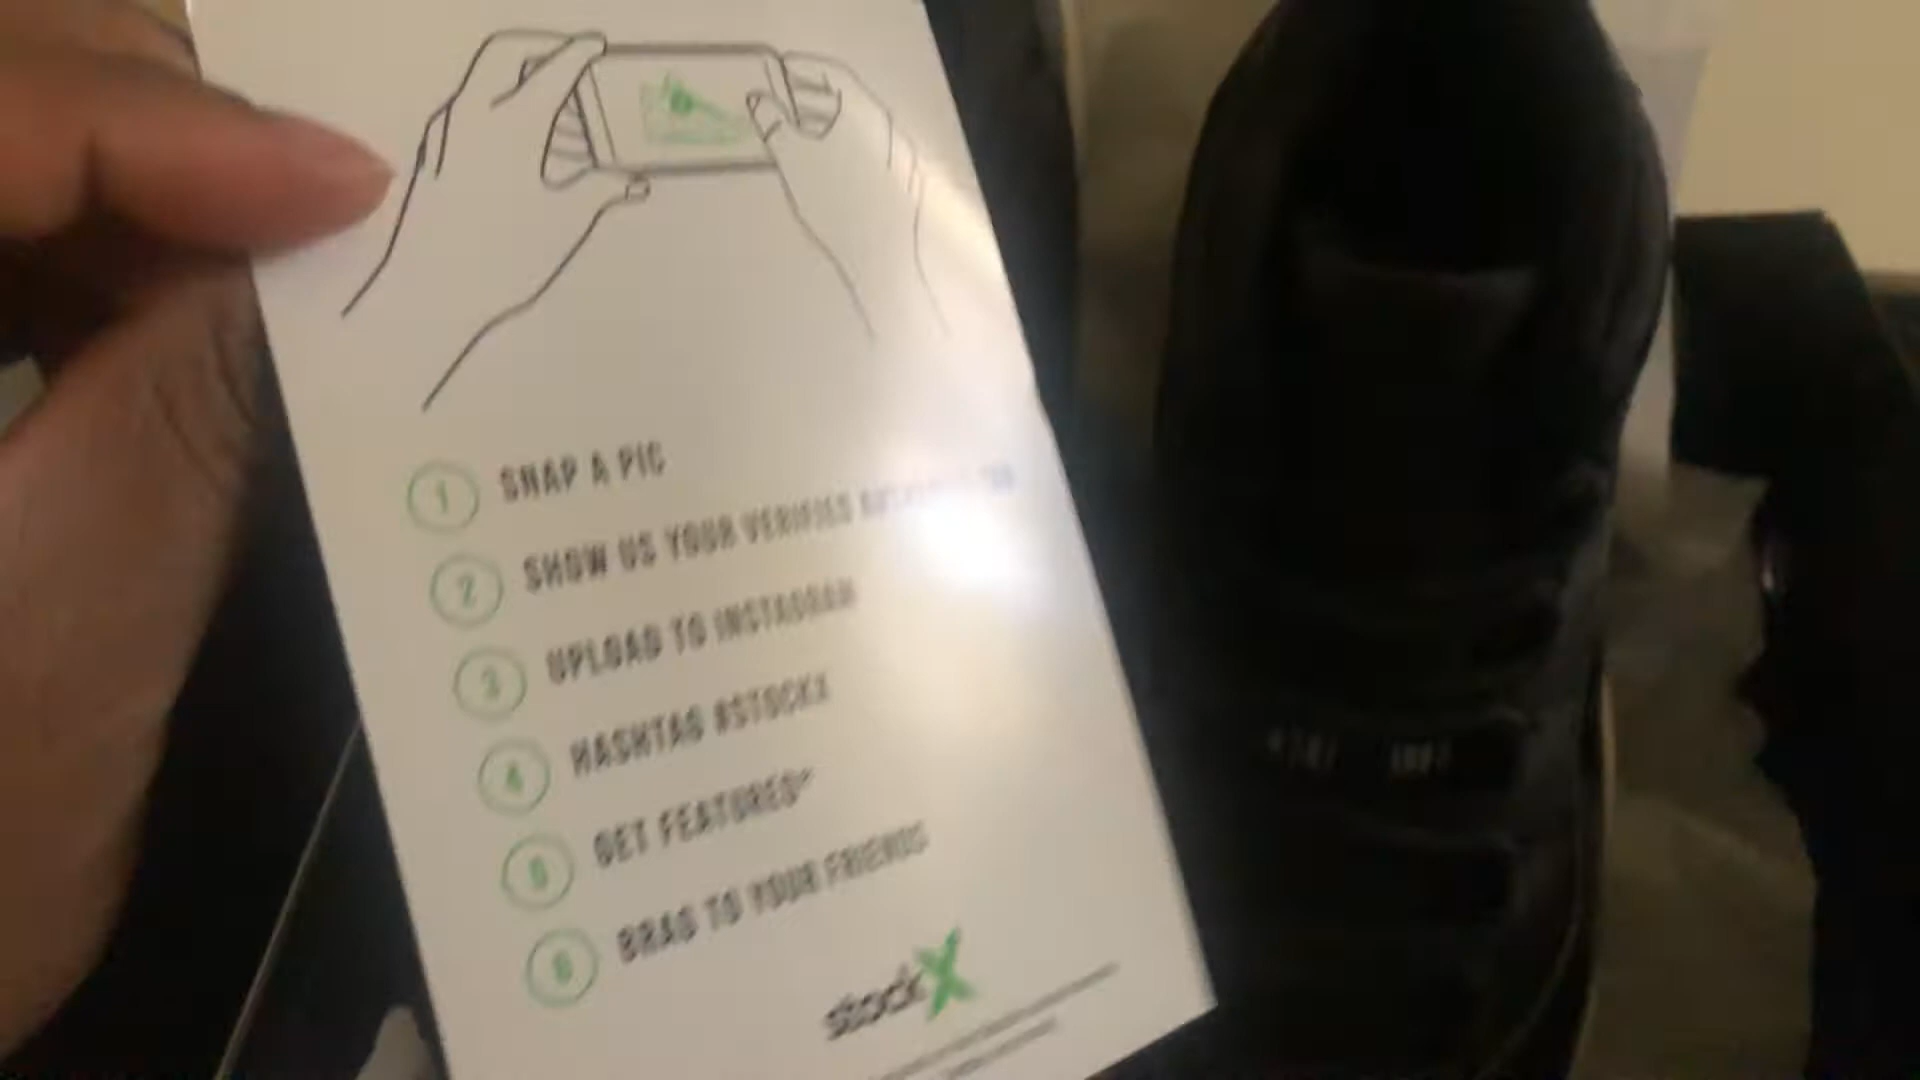 1 SNAP A PIC
2 SHOW US YOUR VERIFIED
3 UPLOAD TO INSTAGRAM
4 HASHTAG #STOCKX
5 GET FEATURED*
6 BRAG TO YOUR FRIENDS
stockX